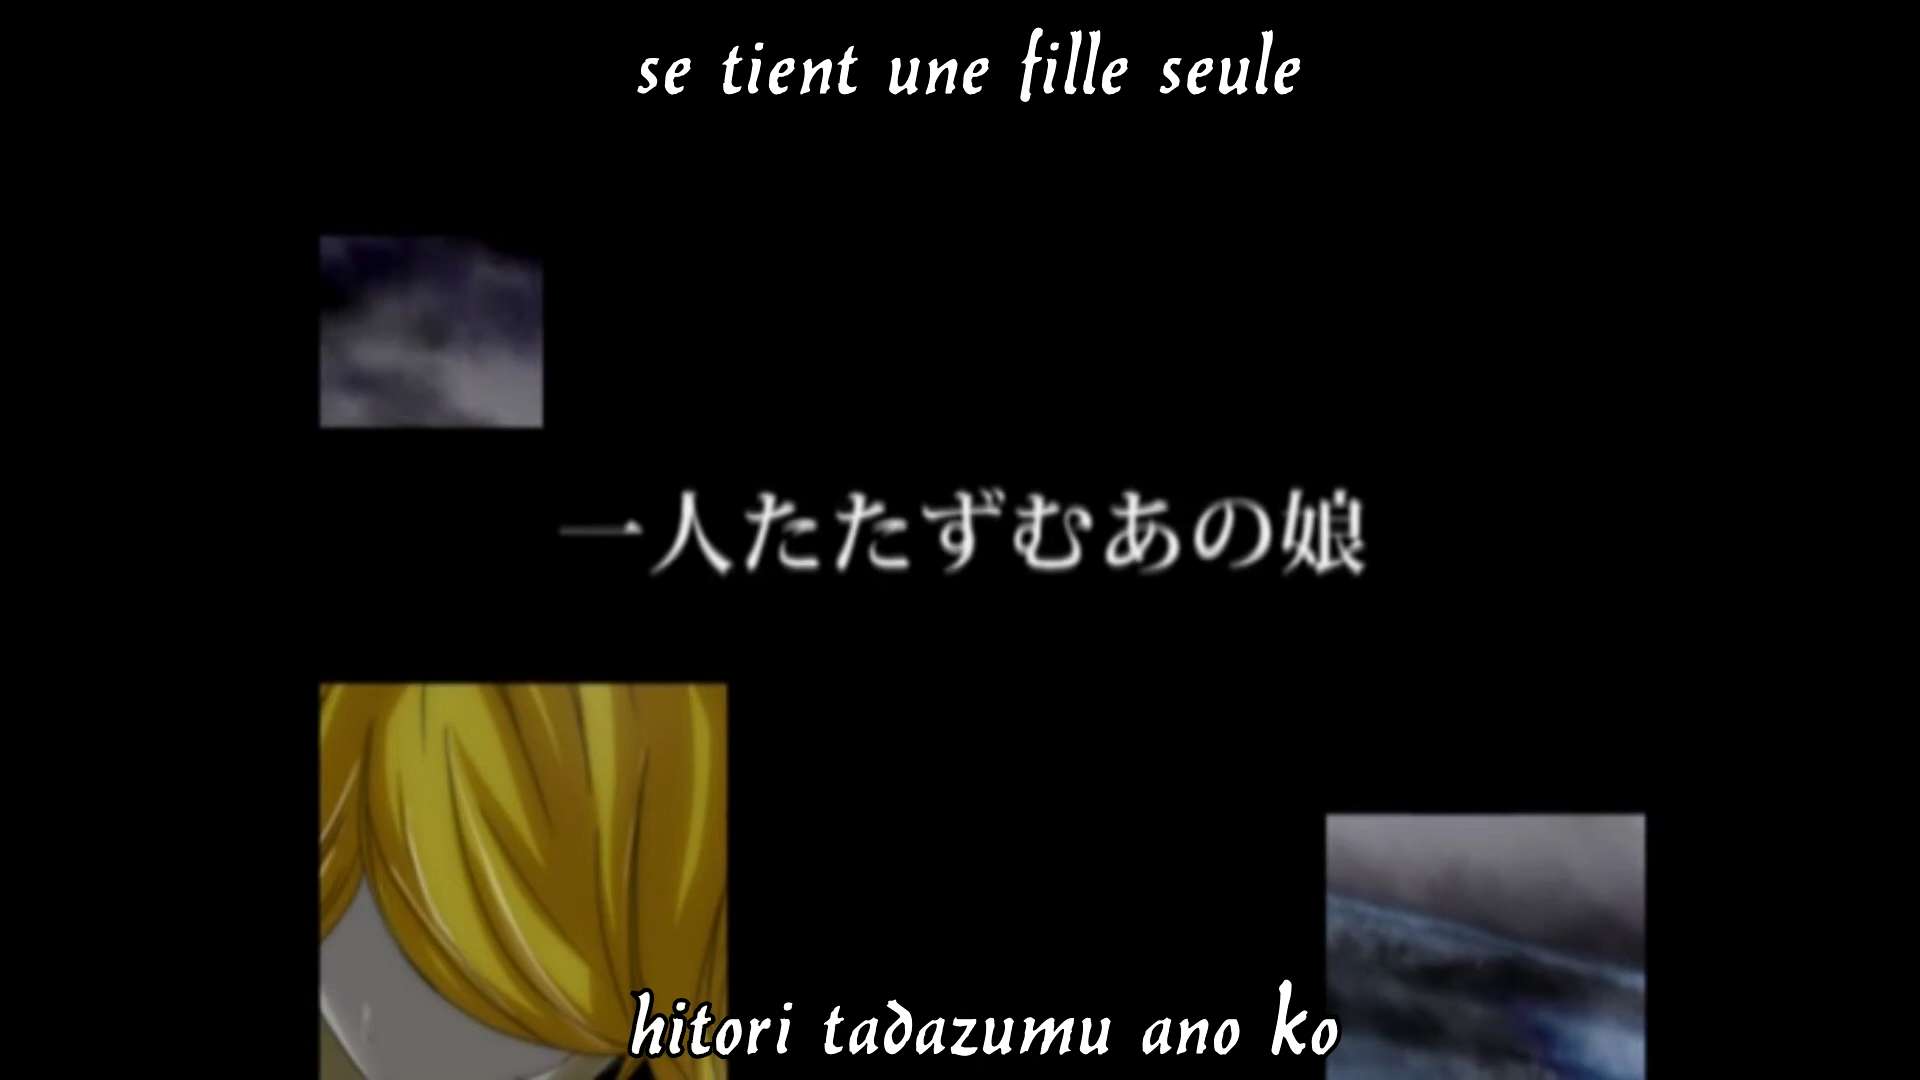 se tient une fille seule
一人たたずむあの娘
hitori tadazumu ano ko